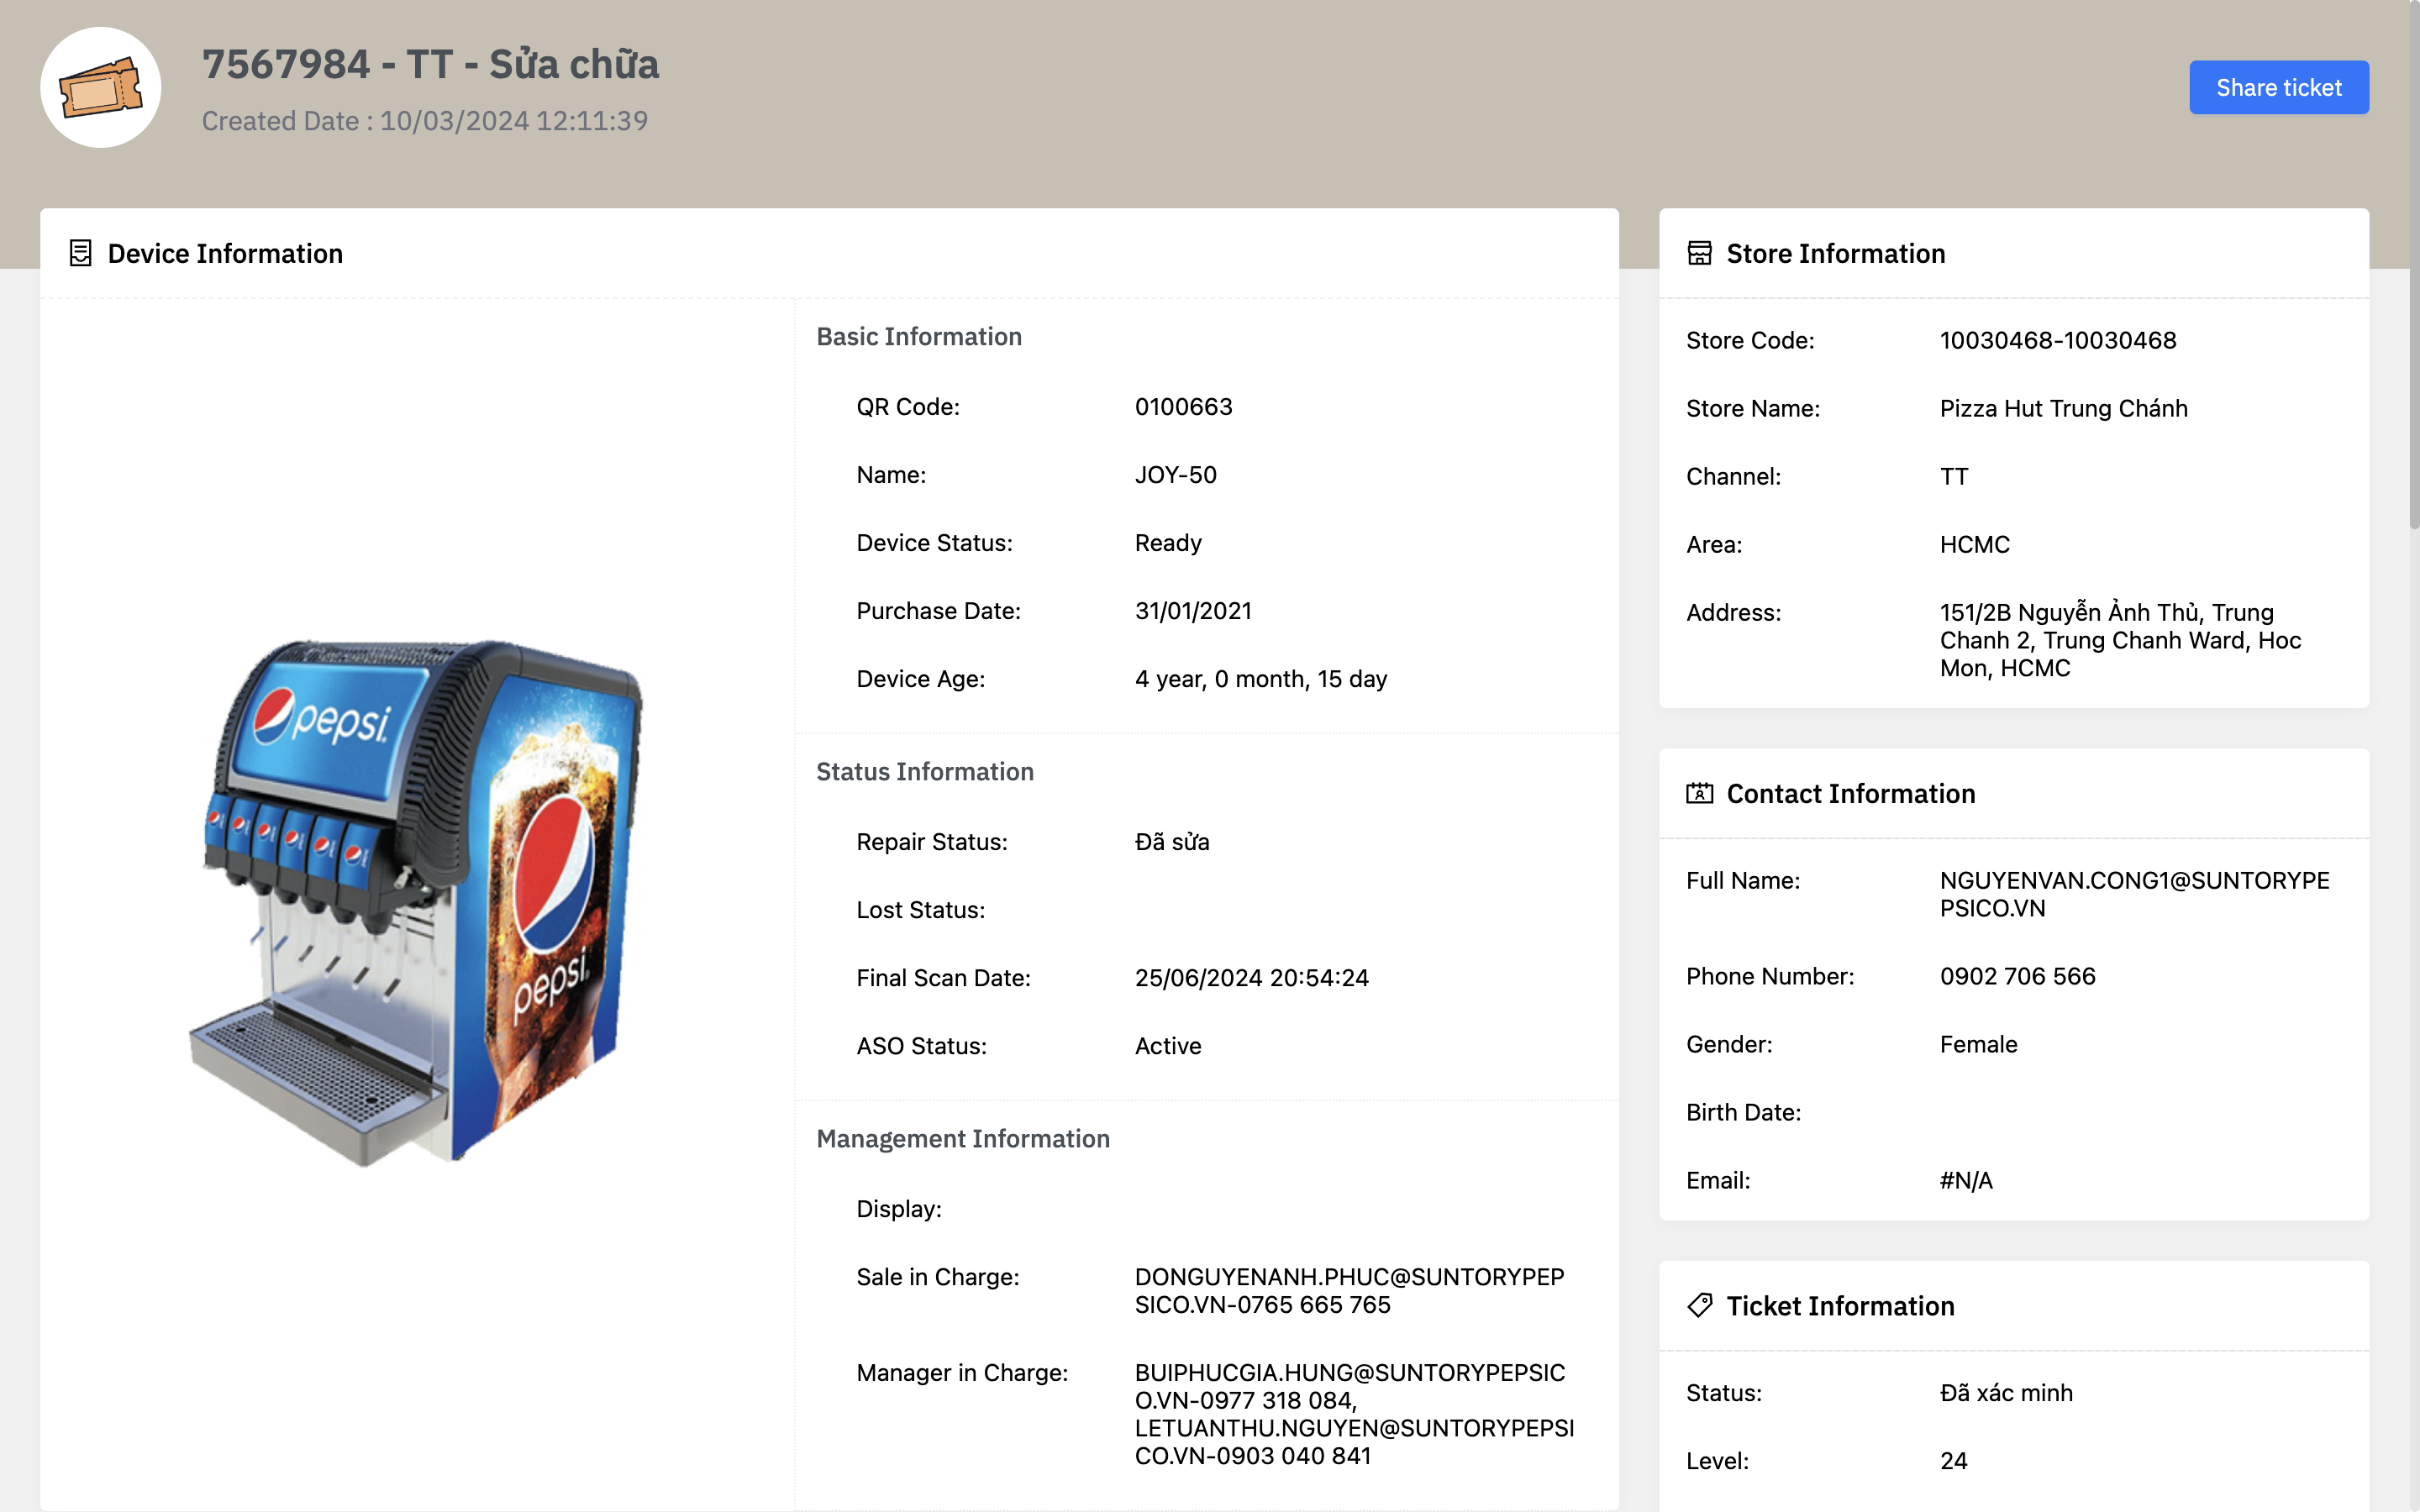 7567984 - TT - Sửa chữa
Created Date : 10/03/2024 12:11:39
Share ticket
Device Information
pepsi
pepsi
Basic Information
QR Code: 0100663
Name: JOY-50
Device Status: Ready
Purchase Date: 31/01/2021
Device Age: 4 year, 0 month, 15 day
Status Information
Repair Status: Đã sửa
Lost Status:
Final Scan Date: 25/06/2024 20:54:24
ASO Status: Active
Management Information
Display:
Sale in Charge: DONGUYENANH.PHUC@SUNTORYPEP
SICO.VN-0765 665 765
Manager in Charge: BUIPHUCGIA.HUNG@SUNTORYPEPSIC
O.VN-0977 318 084,
LETUANTHU.NGUYEN@SUNTORYPEPSI
CO.VN-0903 040 841
Store Information
Store Code: 10030468-10030468
Store Name: Pizza Hut Trung Chánh
Channel: TT
Area: HCMC
Address: 151/2B Nguyễn Ảnh Thủ, Trung
Chanh 2, Trung Chanh Ward, Hoc
Mon, HCMC
Contact Information
Full Name: NGUYENVAN.CONG1@SUNTORYPE
PSICO.VN
Phone Number: 0902 706 566
Gender: Female
Birth Date:
Email: #N/A
Ticket Information
Status: Đã xác minh
Level: 24